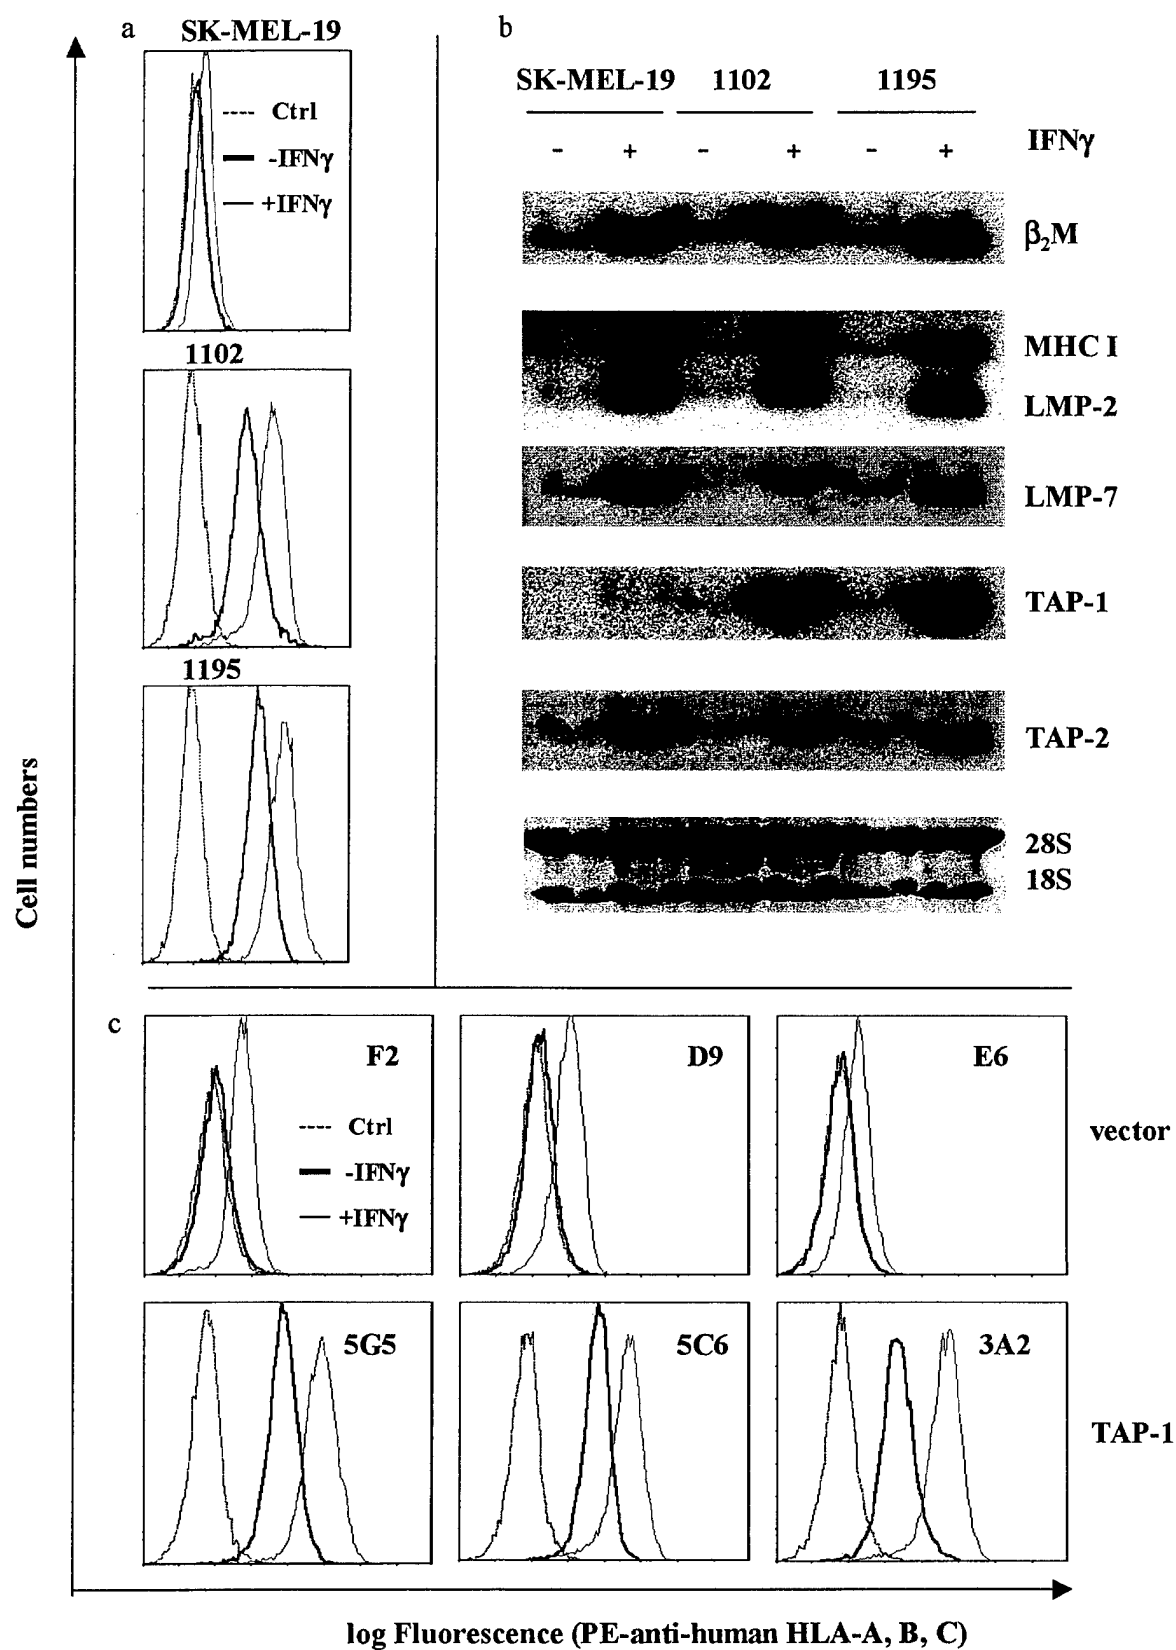 a
SK-MEL-19
Ctrl
-IFNγ
+IFNγ
1102
1195
Cell numbers
b
SK-MEL-19 1102 1195
- + - + - + IFNγ
β₂M
MHC I
LMP-2
LMP-7
TAP-1
TAP-2
28S
18S
c
F2 D9 E6
Ctrl
-IFNγ
+IFNγ
vector
5G5 5C6 3A2
TAP-1
log Fluorescence (PE-anti-human HLA-A, B, C)